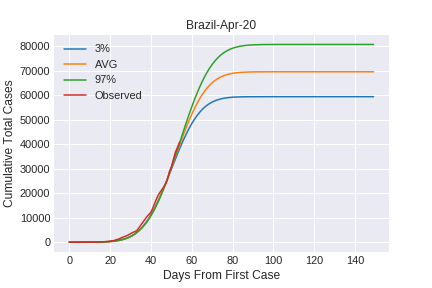 Brazil-Apr-20
80000
70000
60000
50000
40000
30000
20000
10000
0
3%
AVG
97%
Observed
Cumulative Total Cases
0 20 40 60 80 100 120 140
Days From First Case